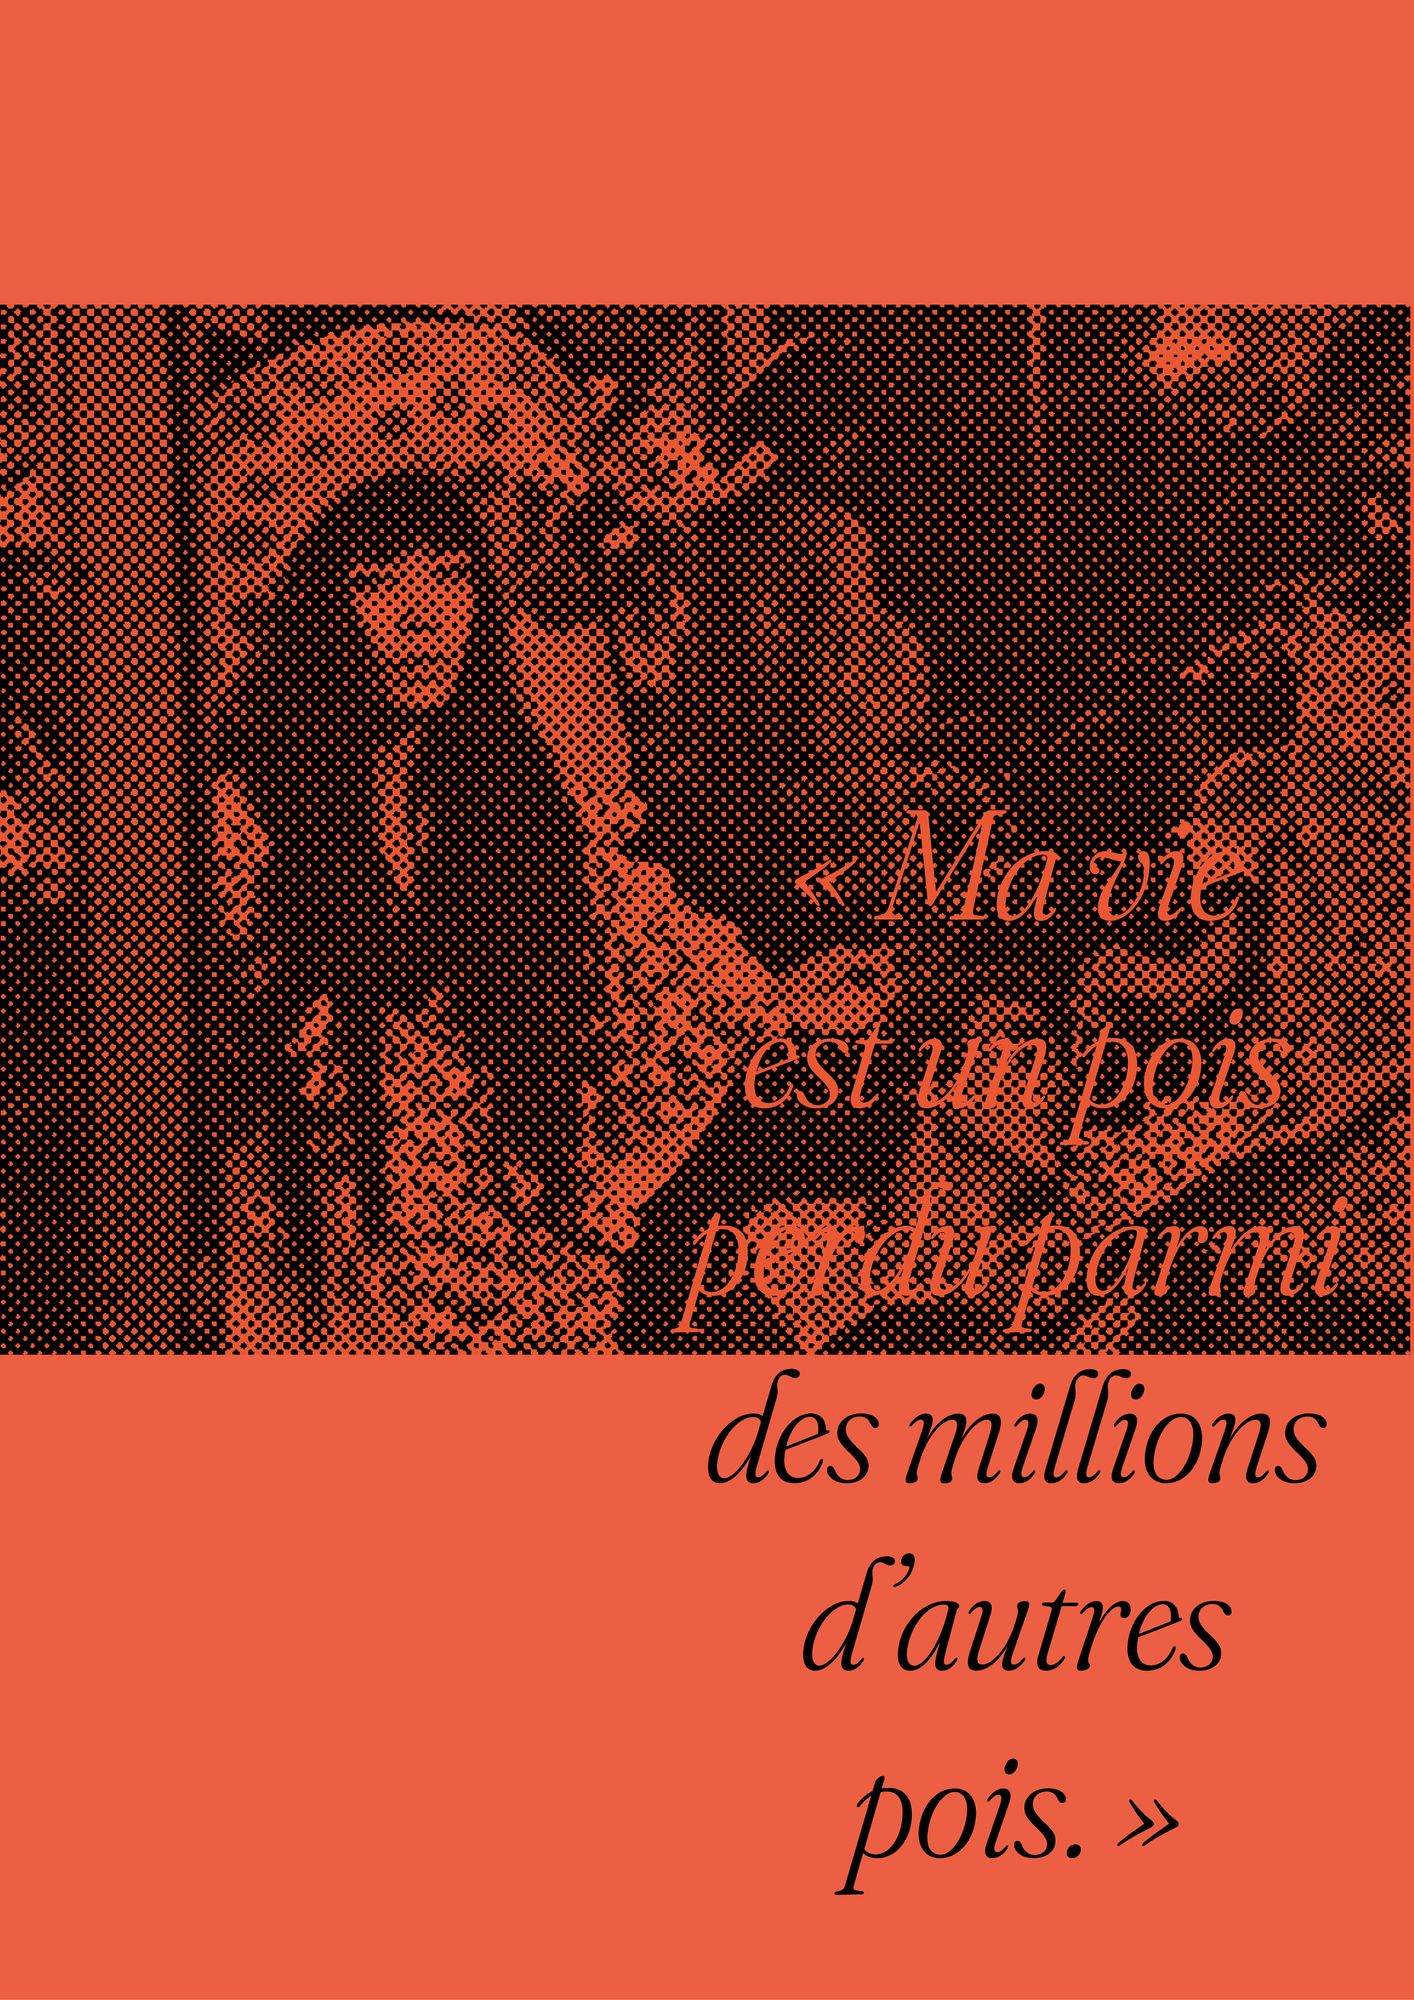 « Ma vie
est un pois
perdu parmi
des millions
d’autres
pois. »